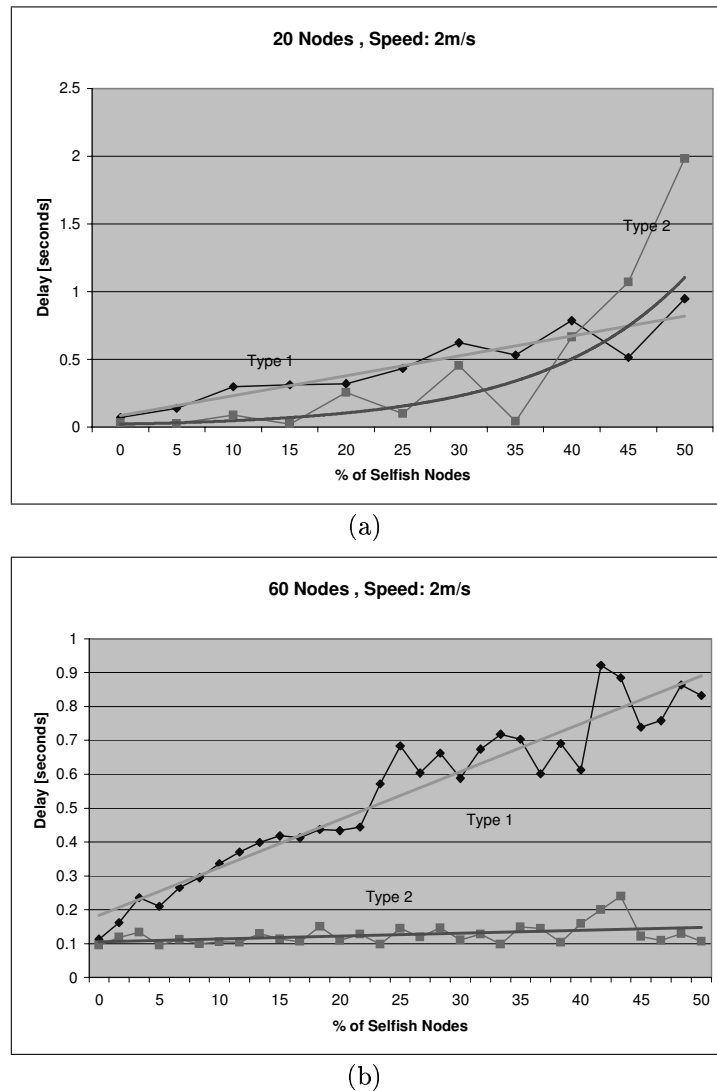 20 Nodes , Speed: 2m/s
2.5
2
1.5
1
0.5
0
Delay [seconds]
Type 2
Type 1
0 5 10 15 20 25 30 35 40 45 50
% of Selfish Nodes
(a)
60 Nodes , Speed: 2m/s
1
0.9
0.8
0.7
0.6
0.5
0.4
0.3
0.2
0.1
0
Delay [seconds]
Type 1
Type 2
0 5 10 15 20 25 30 35 40 45 50
% of Selfish Nodes
(b)